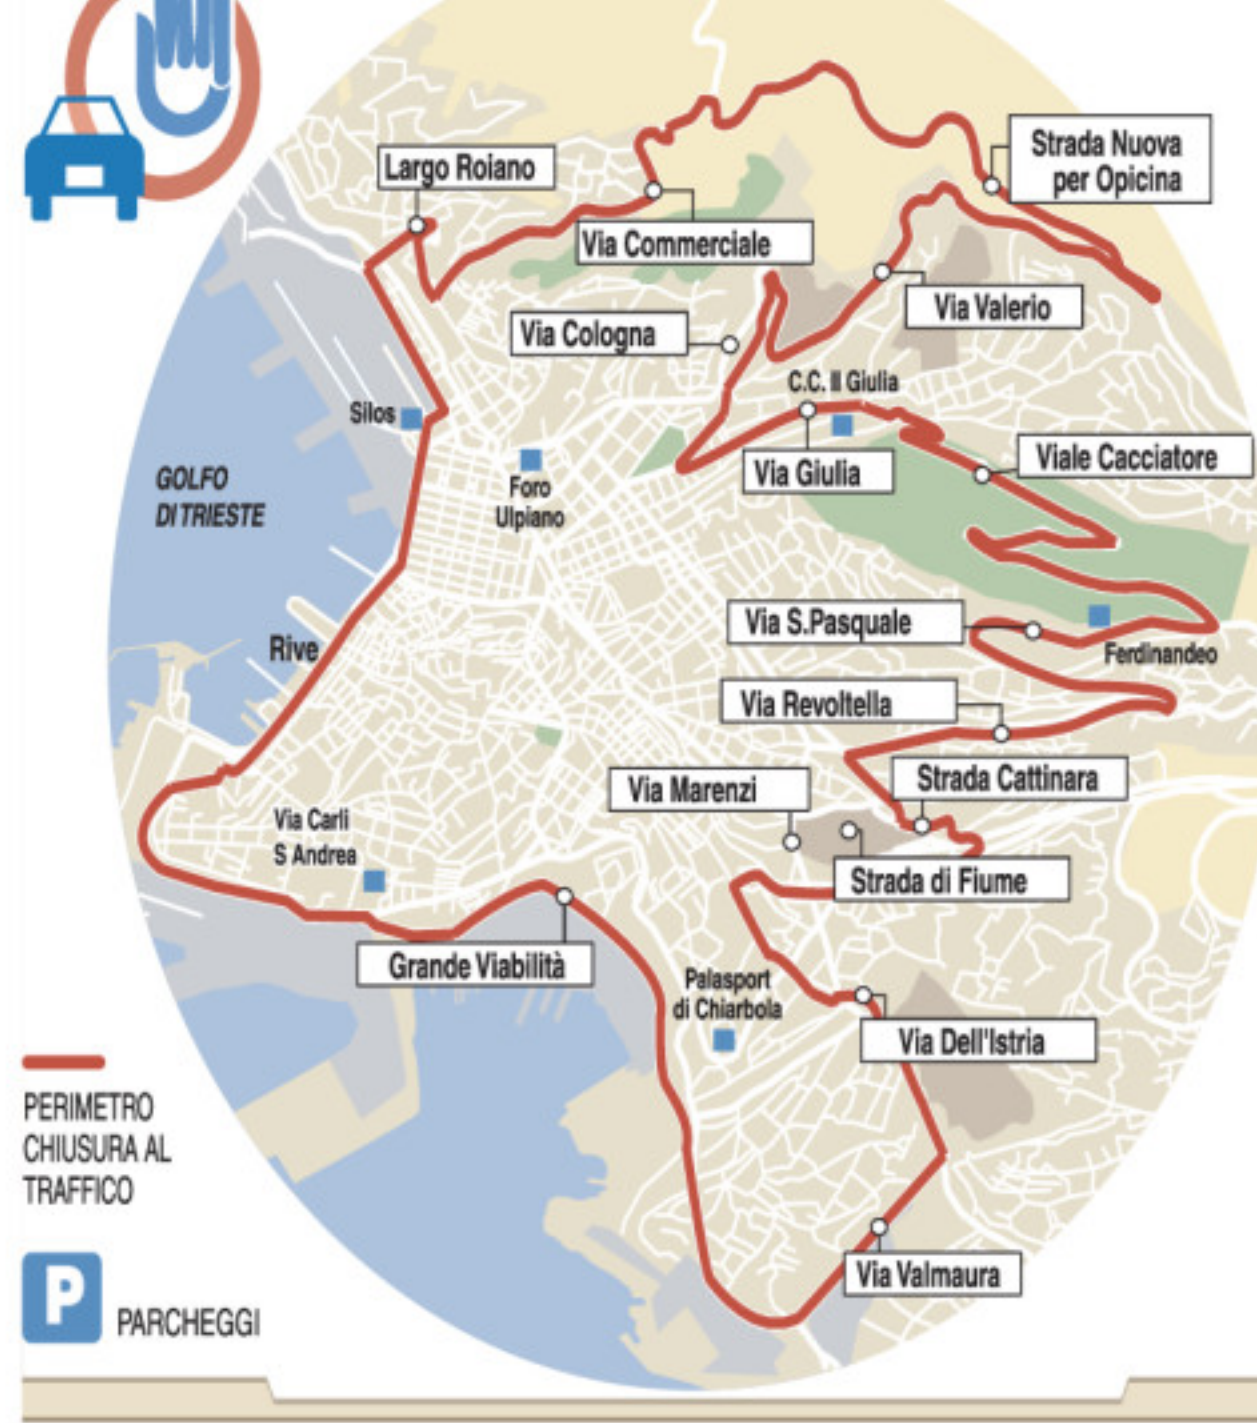 Largo Roiano
Strada Nuova
per Opicina
Via Commerciale
Via Valerio
Via Cologna
C.C. Il Giulia
Silos
Viale Cacciatore
Via Giulia
GOLFO
DI TRIESTE
Foro
Ulpiano
Via S.Pasquale
Rive
Ferdinandeo
Via Revoltella
Strada Cattinara
Via Marenzi
Via Carli
S Andrea
Strada di Fiume
Grande Viabilità
Palasport
di Chiarbola
Via Dell'Istria
PERIMETRO
CHIUSURA AL
TRAFFICO
Via Valmaura
P
PARCHEGGI